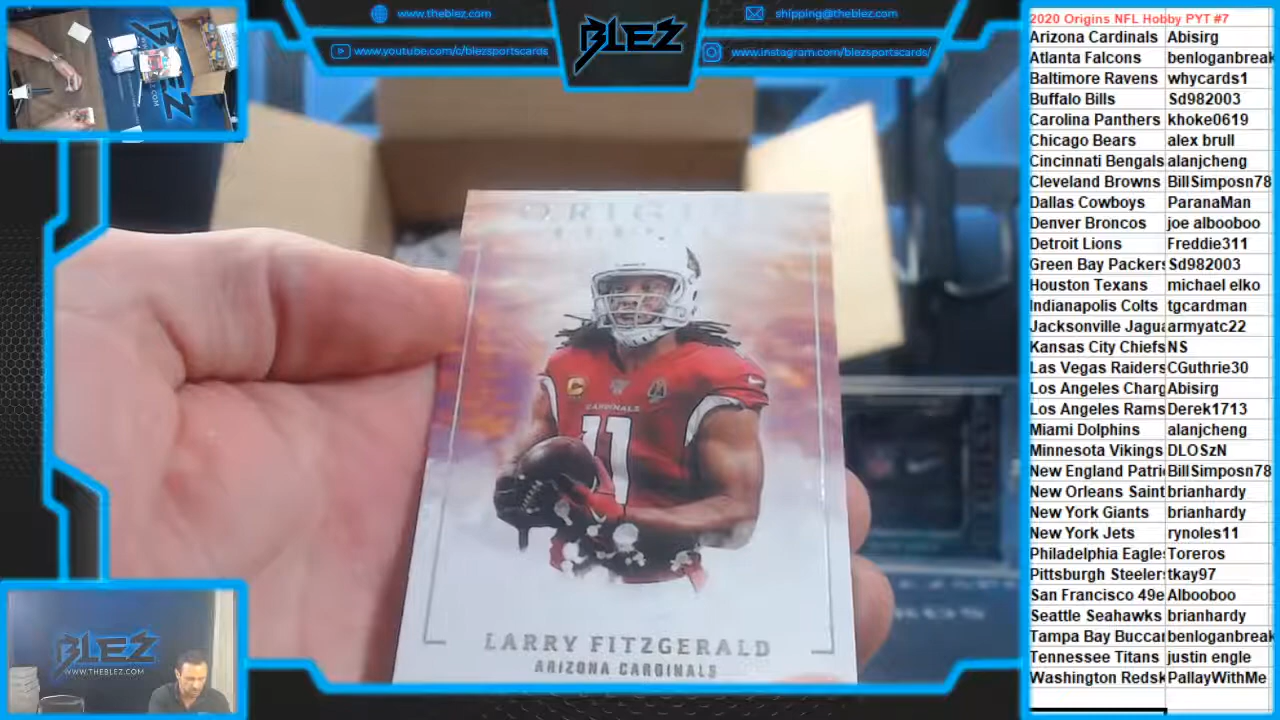 www.theblez.com
shipping@theblez.com
www.youtube.com/c/blezsportscards
BLEZ
www.instagram.com/blezsportscards/
ORIGINS
CARDINALS
11
LARRY FITZGERALD
ARIZONA CARDINALS
BLEZ
WWW.THEBLEZ.COM
2020 Origins NFL Hobby PYT #7
Arizona Cardinals Abisirg
Atlanta Falcons benloganbreak
Baltimore Ravens whycards1
Buffalo Bills Sd982003
Carolina Panthers khoke0619
Chicago Bears alex brull
Cincinnati Bengals alanjcheng
Cleveland Browns BillSimposn78
Dallas Cowboys ParanaMan
Denver Broncos joe albooboo
Detroit Lions Freddie311
Green Bay Packers Sd982003
Houston Texans michael elko
Indianapolis Colts tgcardman
Jacksonville Jagua armyatc22
Kansas City Chiefs NS
Las Vegas Raiders CGuthrie30
Los Angeles Charg Abisirg
Los Angeles Rams Derek1713
Miami Dolphins alanjcheng
Minnesota Vikings DLOSzN
New England Patri BillSimposn78
New Orleans Saint brianhardy
New York Giants brianhardy
New York Jets rynoles11
Philadelphia Eagle Toreros
Pittsburgh Steelers tkay97
San Francisco 49e Albooboo
Seattle Seahawks brianhardy
Tampa Bay Buccan benloganbreak
Tennessee Titans justin engle
Washington Redsk PallayWithMe